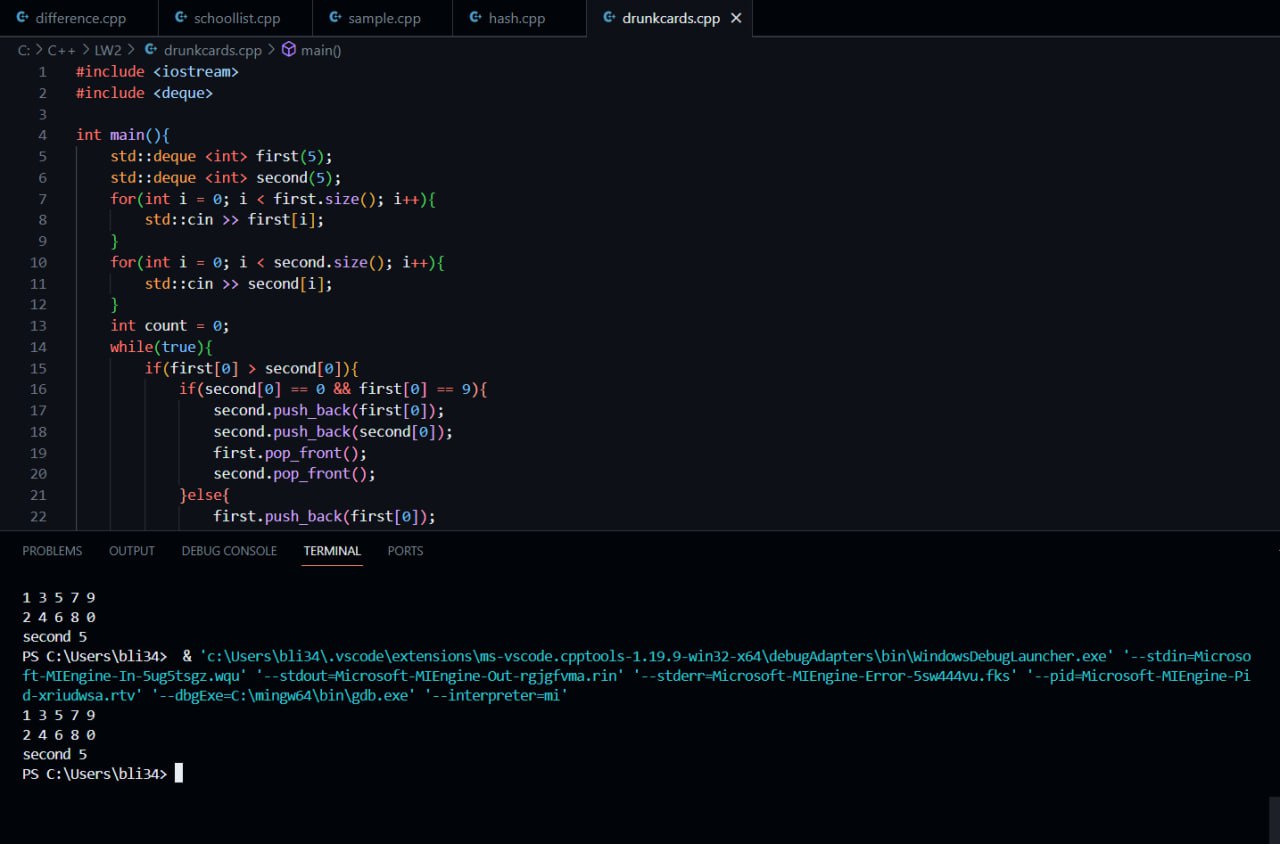 difference.cpp schoollist.cpp sample.cpp hash.cpp drunkcards.cpp ✕
C: > C++ > LW2 > drunkcards.cpp > main()
1 #include <iostream>
2 #include <deque>
3
4 int main(){
5     std::deque <int> first(5);
6     std::deque <int> second(5);
7     for(int i = 0; i < first.size(); i++){
8         std::cin >> first[i];
9     }
10     for(int i = 0; i < second.size(); i++){
11         std::cin >> second[i];
12     }
13     int count = 0;
14     while(true){
15         if(first[0] > second[0]){
16             if(second[0] == 0 && first[0] == 9){
17                 second.push_back(first[0]);
18                 second.push_back(second[0]);
19                 first.pop_front();
20                 second.pop_front();
21             }else{
22                 first.push_back(first[0]);
PROBLEMS OUTPUT DEBUG CONSOLE TERMINAL PORTS
1 3 5 7 9
2 4 6 8 0
second 5
PS C:\Users\bli34>  & 'c:\Users\bli34\.vscode\extensions\ms-vscode.cpptools-1.19.9-win32-x64\debugAdapters\bin\WindowsDebugLauncher.exe' '--stdin=Microso
ft-MIEngine-In-5ug5tsgz.wqu' '--stdout=Microsoft-MIEngine-Out-rgjgfvma.rin' '--stderr=Microsoft-MIEngine-Error-5sw444vu.fks' '--pid=Microsoft-MIEngine-Pi
d-xriudwsa.rtv' '--dbgExe=C:\mingw64\bin\gdb.exe' '--interpreter=mi'
1 3 5 7 9
2 4 6 8 0
second 5
PS C:\Users\bli34>